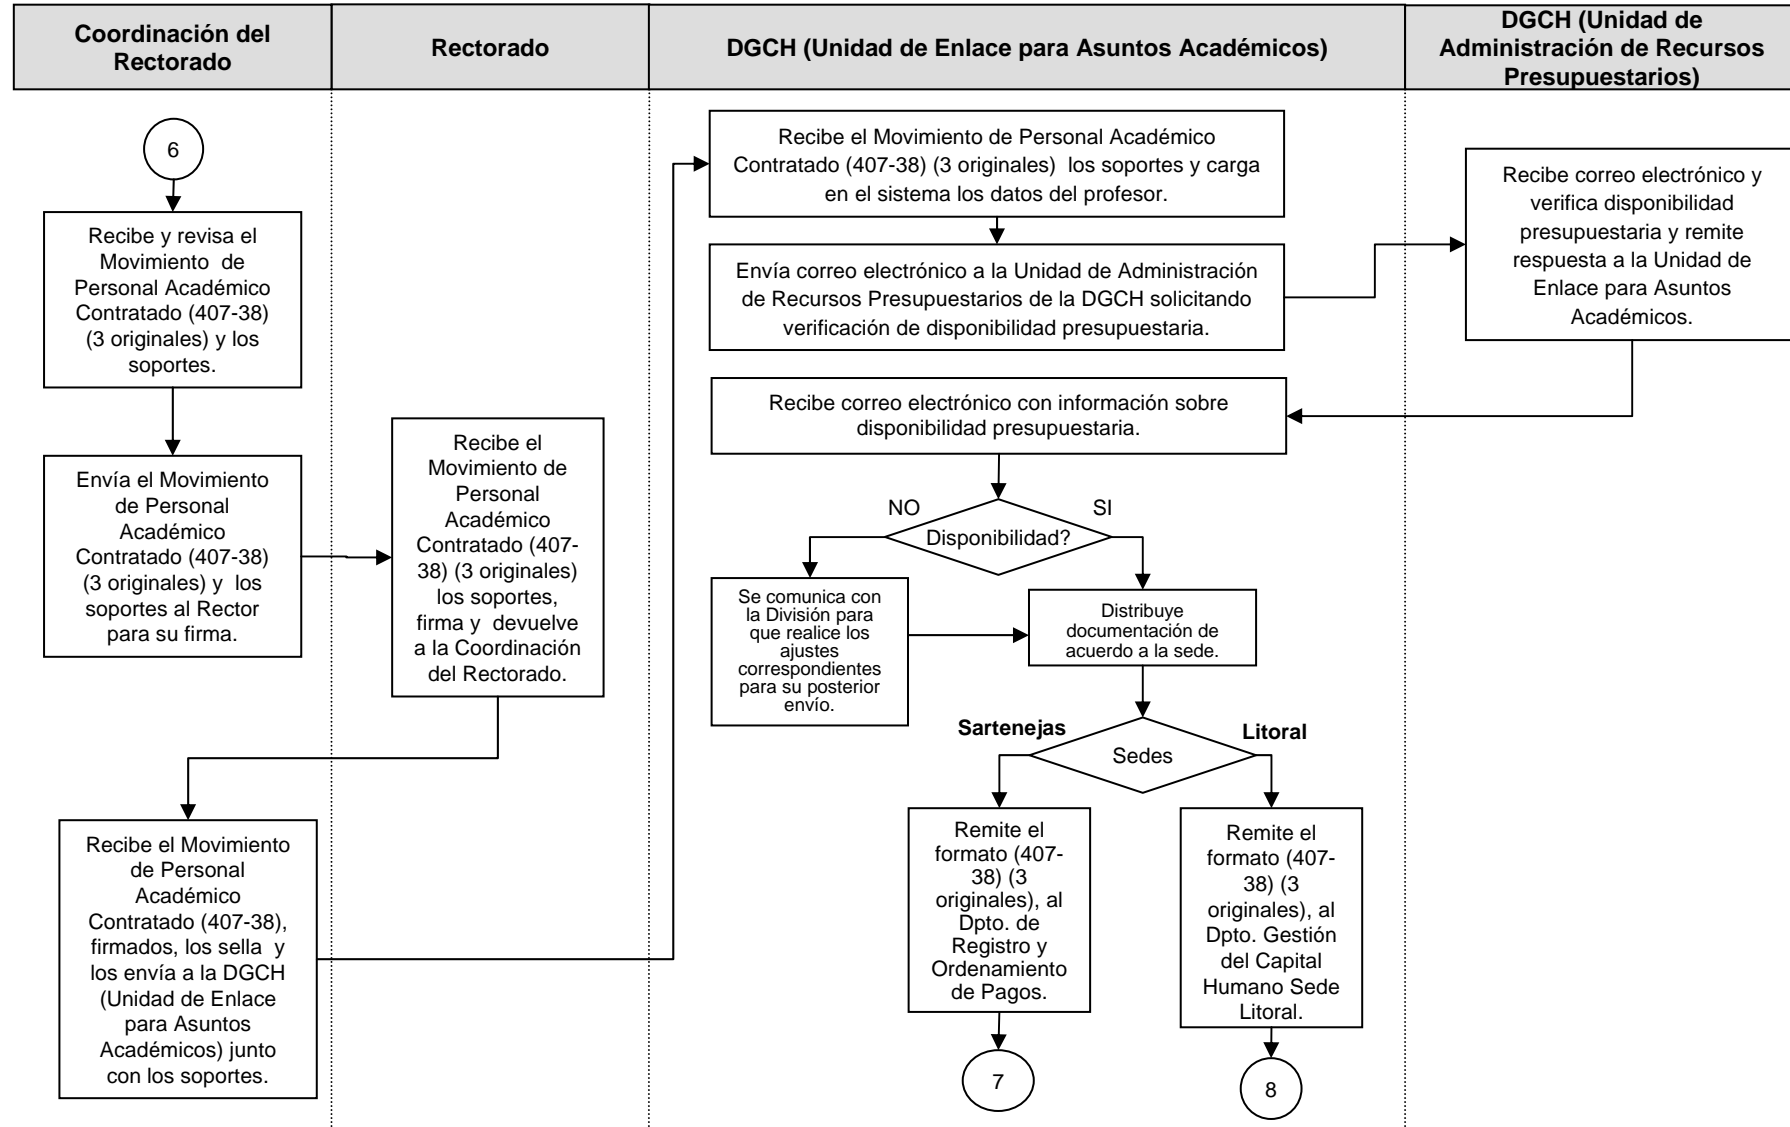 Coordinación del
Rectorado
Rectorado
DGCH (Unidad de Enlace para Asuntos Académicos)
DGCH (Unidad de
Administración de Recursos
Presupuestarios)
6
Recibe y revisa el
Movimiento de
Personal Académico
Contratado (407-38)
(3 originales) y los
soportes.
Envía el Movimiento
de Personal
Académico
Contratado (407-38)
(3 originales) y los
soportes al Rector
para su firma.
Recibe el
Movimiento de
Personal
Académico
Contratado (407-
38) (3 originales)
los soportes,
firma y devuelve
a la Coordinación
del Rectorado.
Recibe el Movimiento
de Personal
Académico
Contratado (407-38),
firmados, los sella y
los envía a la DGCH
(Unidad de Enlace
para Asuntos
Académicos) junto
con los soportes.
Recibe el Movimiento de Personal Académico
Contratado (407-38) (3 originales) los soportes y carga
en el sistema los datos del profesor.
Envía correo electrónico a la Unidad de Administración
de Recursos Presupuestarios de la DGCH solicitando
verificación de disponibilidad presupuestaria.
Recibe correo electrónico y
verifica disponibilidad
presupuestaria y remite
respuesta a la Unidad de
Enlace para Asuntos
Académicos.
Recibe correo electrónico con información sobre
disponibilidad presupuestaria.
NO
SI
Disponibilidad?
Se comunica con
la División para
que realice los
ajustes
correspondientes
para su posterior
envío.
Distribuye
documentación de
acuerdo a la sede.
Sartenejas
Litoral
Sedes
Remite el
formato (407-
38) (3
originales), al
Dpto. de
Registro y
Ordenamiento
de Pagos.
Remite el
formato (407-
38) (3
originales), al
Dpto. Gestión
del Capital
Humano Sede
Litoral.
7
8